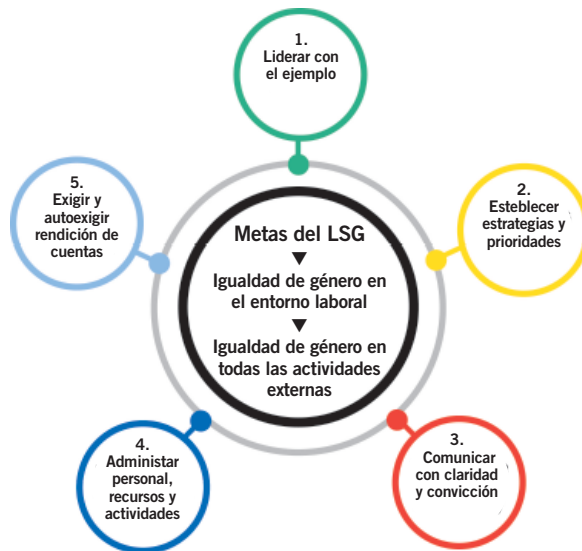 1.
Liderar con
el ejemplo
2.
Esteblecer
estrategias y
prioridades
3.
Comunicar
con claridad
y convicción
4.
Administar
personal,
recursos y
actividades
5.
Exigir y
autoexigir
rendición de
cuentas
Metas del LSG
Igualdad de género en
el entorno laboral
Igualdad de género en
todas las actividades
externas